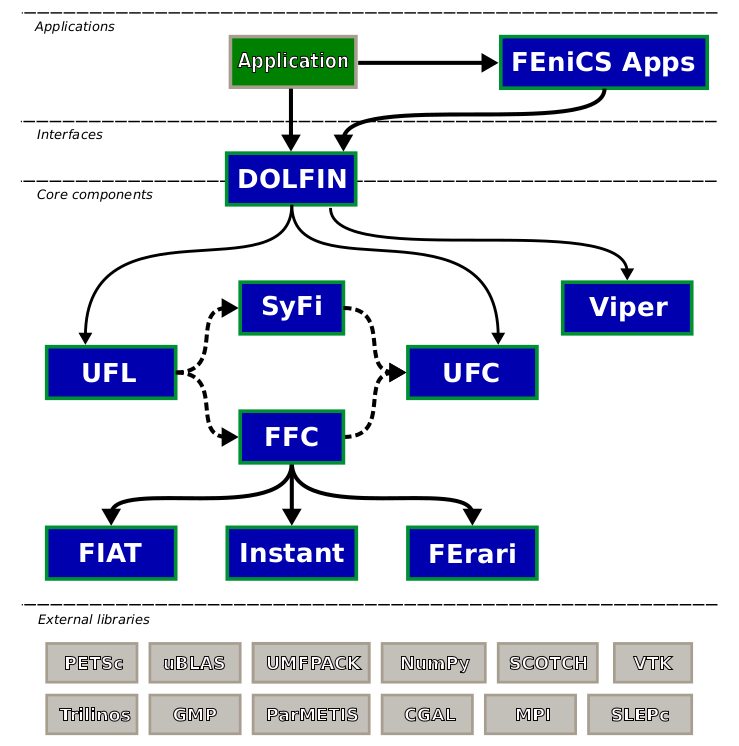 Applications
Application
FEniCS Apps
Interfaces
DOLFIN
Core components
SyFi
Viper
UFL
UFC
FFC
FIAT
Instant
FErari
External libraries
PETSc
uBLAS
UMFPACK
NumPy
SCOTCH
VTK
Trilinos
GMP
ParMETIS
CGAL
MPI
SLEPc